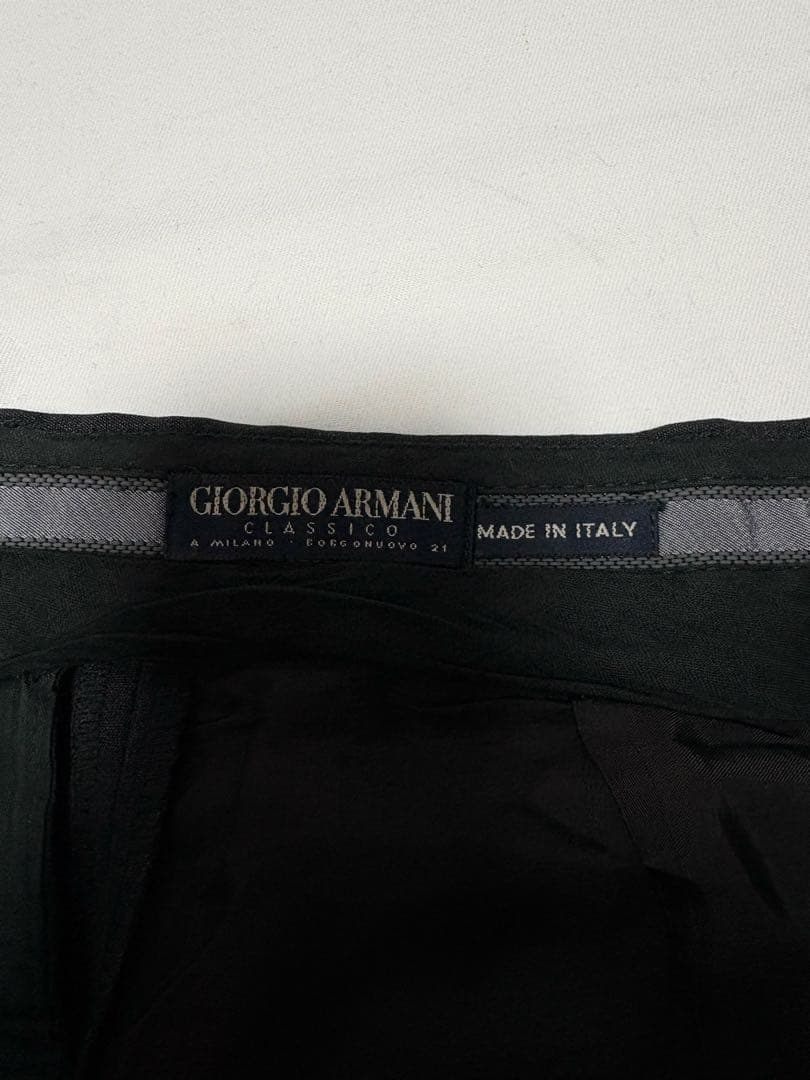 GIORGIO ARMANI
CLASSICO
A MILANO · BORGONUOVO 21
MADE IN ITALY